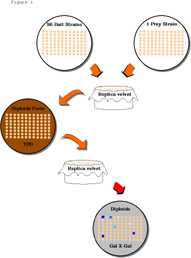 Figure 1
96 Bait Strains
1 Prey Strain
Replica velvet
Diploids Form
YPD
Replica velvet
Diploids
Gal X-Gal